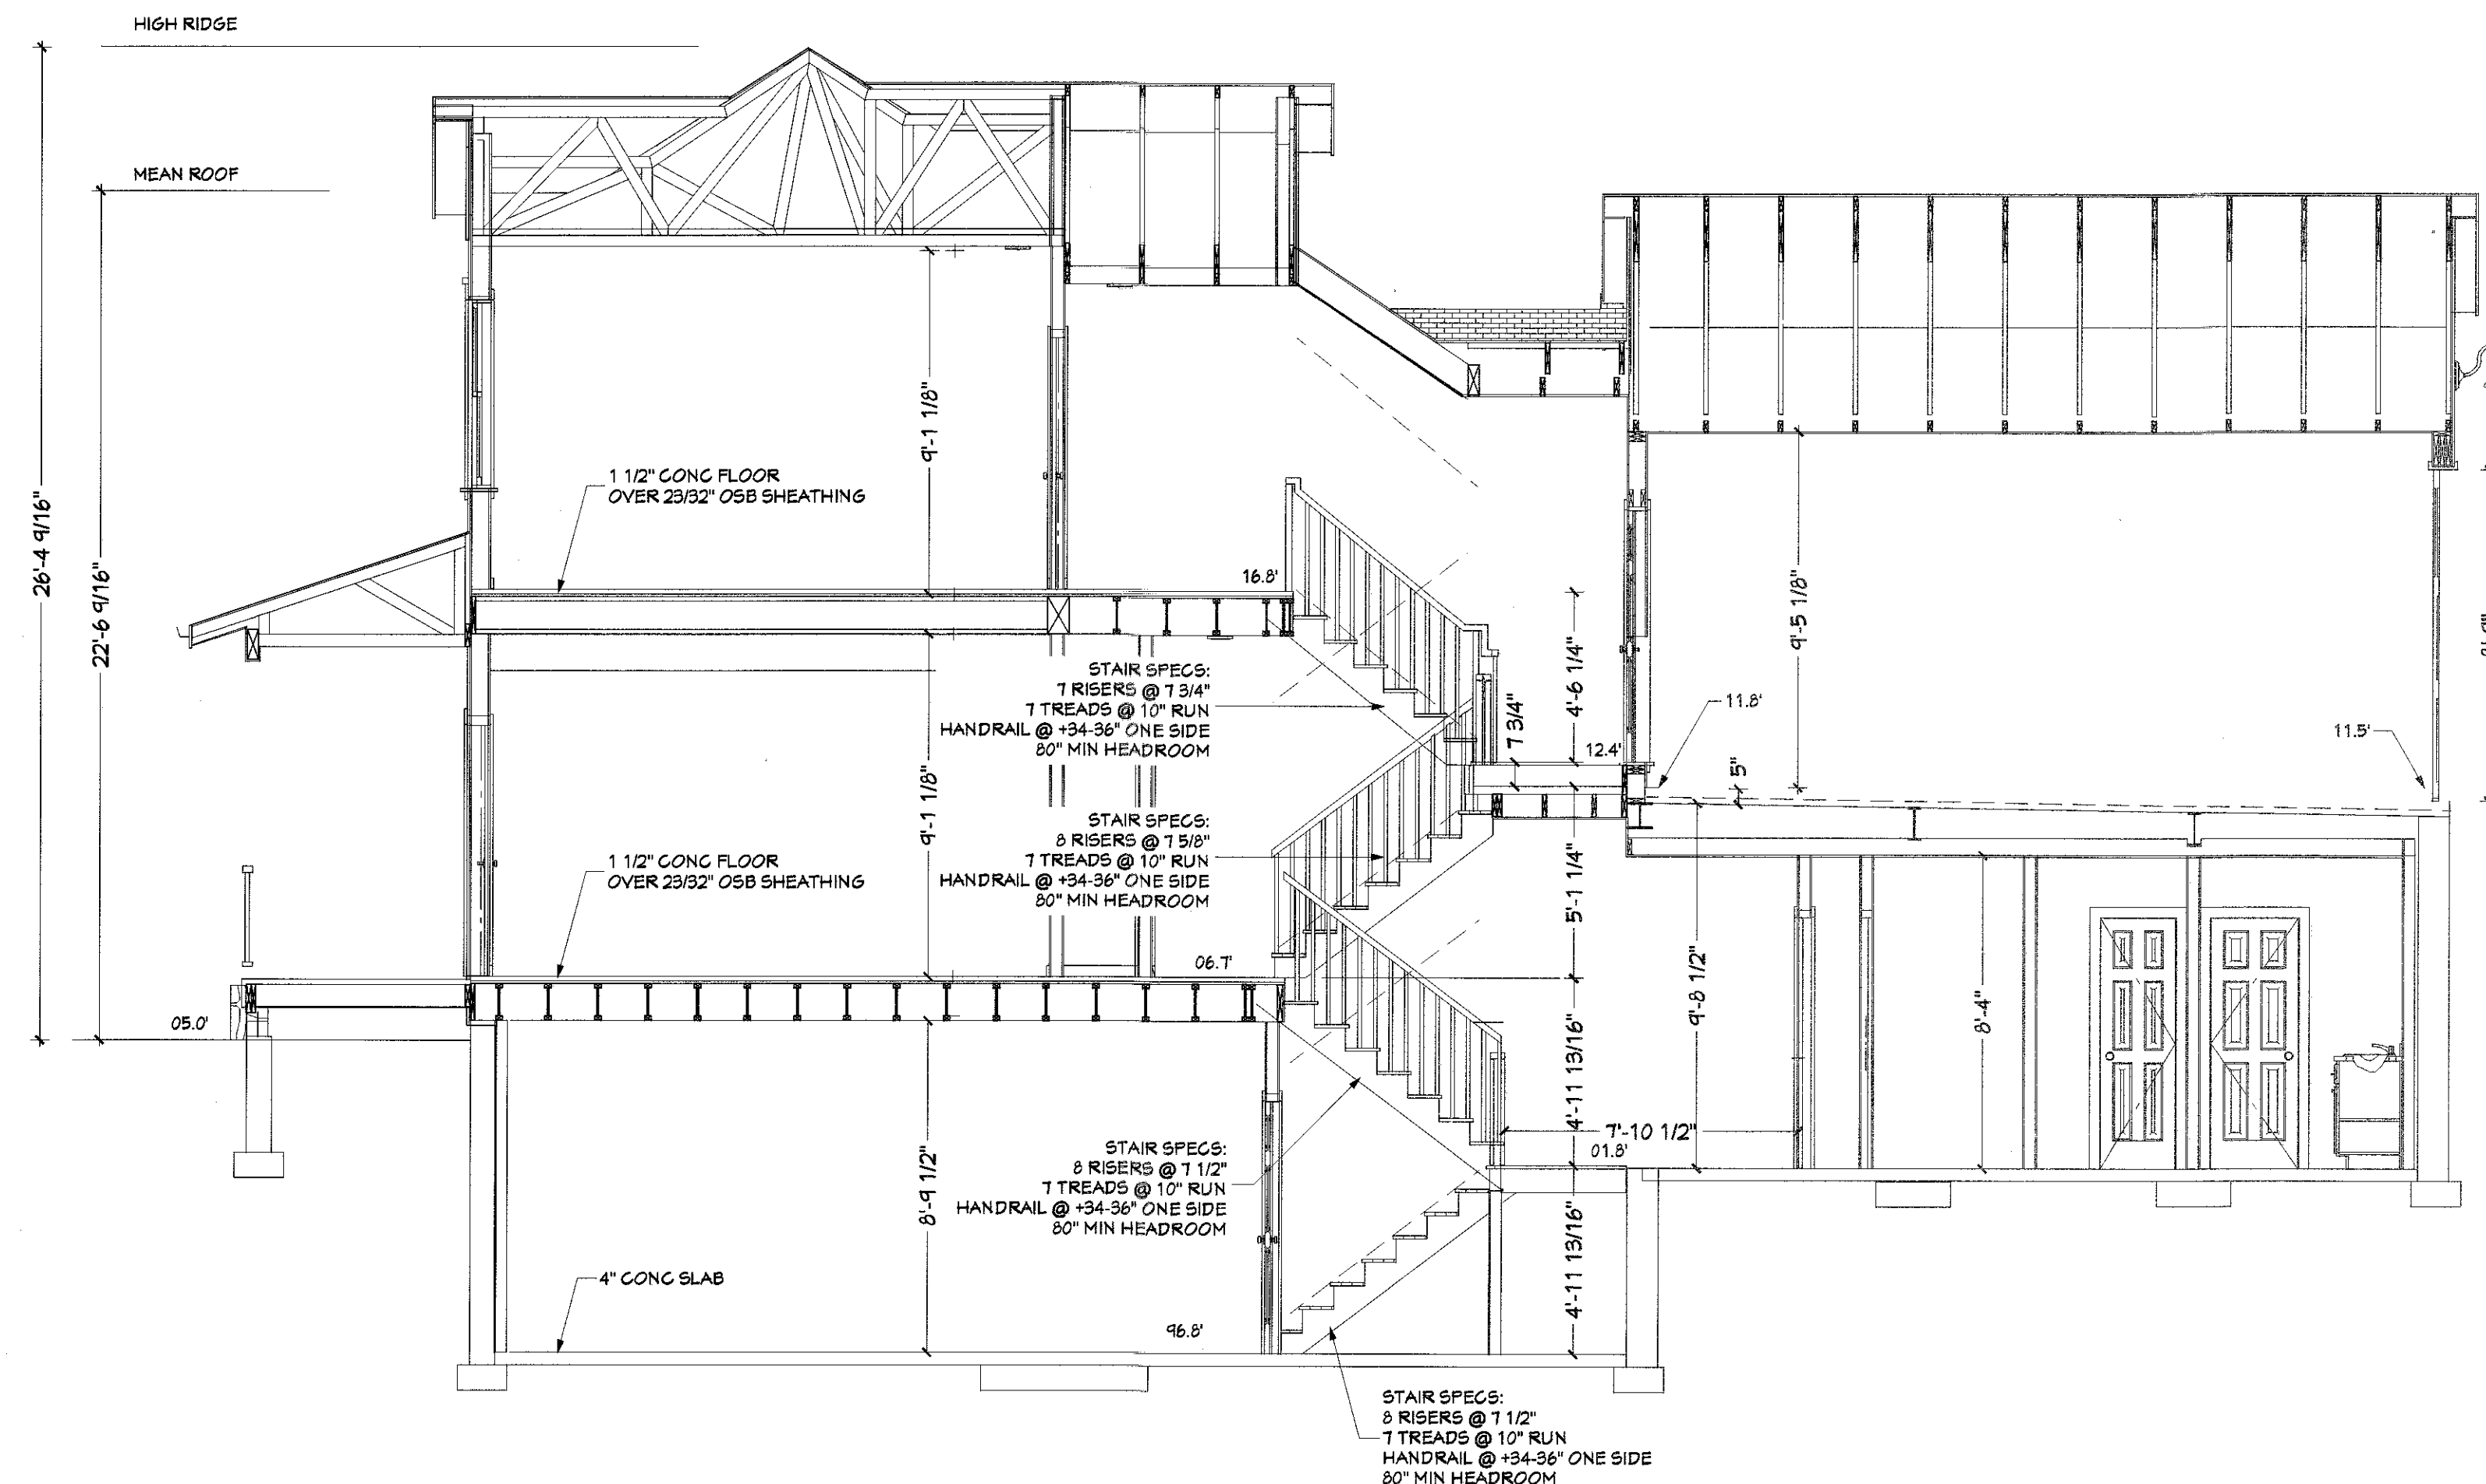 HIGH RIDGE
MEAN ROOF
26'-4 9/16"
22'-6 9/16"
9'-1 1/8"
1 1/2" CONC FLOOR
OVER 23/32" OSB SHEATHING
16.8'
STAIR SPECS:
7 RISERS @ 7 3/4"
7 TREADS @ 10" RUN
HANDRAIL @ +34-36" ONE SIDE
80" MIN HEADROOM
4'-6 1/4"
7 3/4"
12.4'
9'-5 1/8"
11.8'
5"
11.5'
9'-1 1/8"
STAIR SPECS:
8 RISERS @ 7 5/8"
7 TREADS @ 10" RUN
HANDRAIL @ +34-36" ONE SIDE
80" MIN HEADROOM
1 1/2" CONC FLOOR
OVER 23/32" OSB SHEATHING
5'-1 1/4"
06.7'
05.0'
9'-8 1/2"
8'-4"
4'-11 13/16"
7'-10 1/2"
01.8'
STAIR SPECS:
8 RISERS @ 7 1/2"
7 TREADS @ 10" RUN
HANDRAIL @ +34-36" ONE SIDE
80" MIN HEADROOM
8'-9 1/2"
4'-11 13/16"
4" CONC SLAB
96.8'
STAIR SPECS:
8 RISERS @ 7 1/2"
7 TREADS @ 10" RUN
HANDRAIL @ +34-36" ONE SIDE
80" MIN HEADROOM